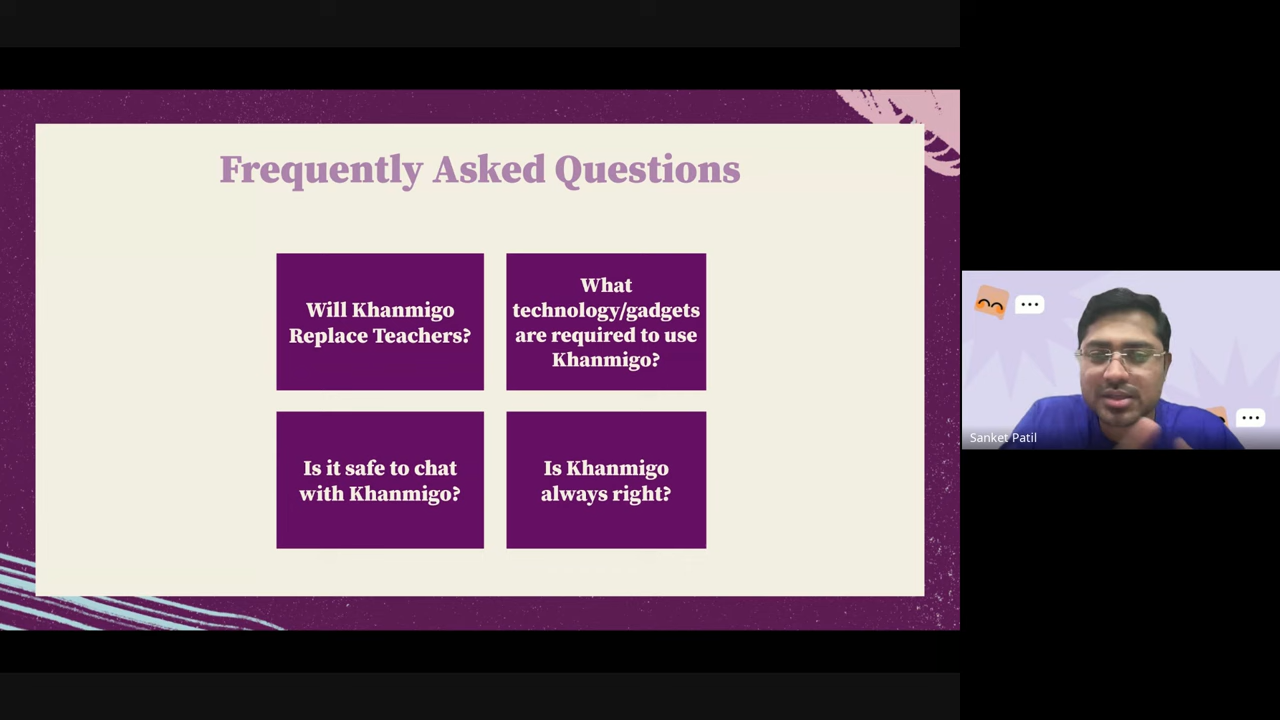 Frequently Asked Questions
Will Khanmigo
Replace Teachers?
What
technology/gadgets
are required to use
Khanmigo?
Is it safe to chat
with Khanmigo?
Is Khanmigo
always right?
Sanket Patil